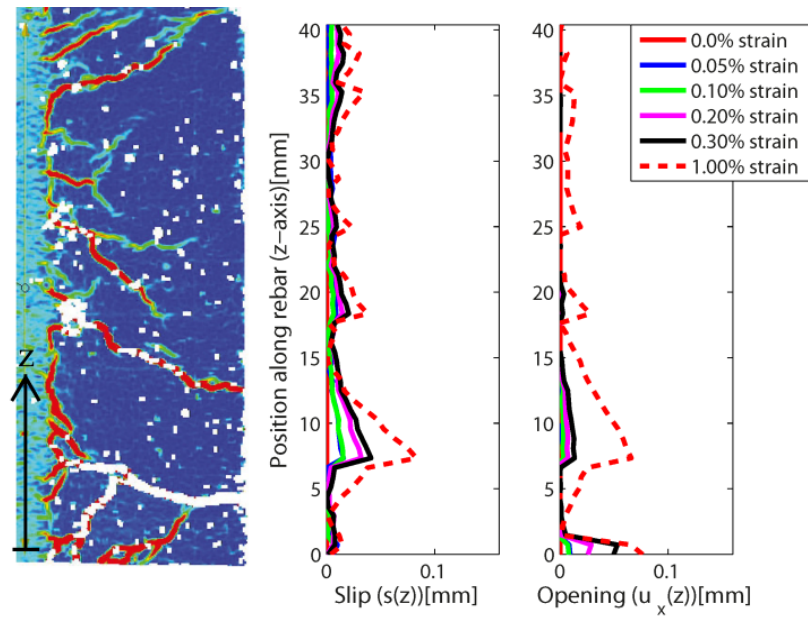 z
40
35
30
25
20
15
10
5
0
Position along rebar (z-axis)[mm]
0 0.1
Slip (s(z))[mm]
40
35
30
25
20
15
10
5
0
0 0.1
Opening (u_x(z))[mm]
0.0% strain
0.05% strain
0.10% strain
0.20% strain
0.30% strain
1.00% strain